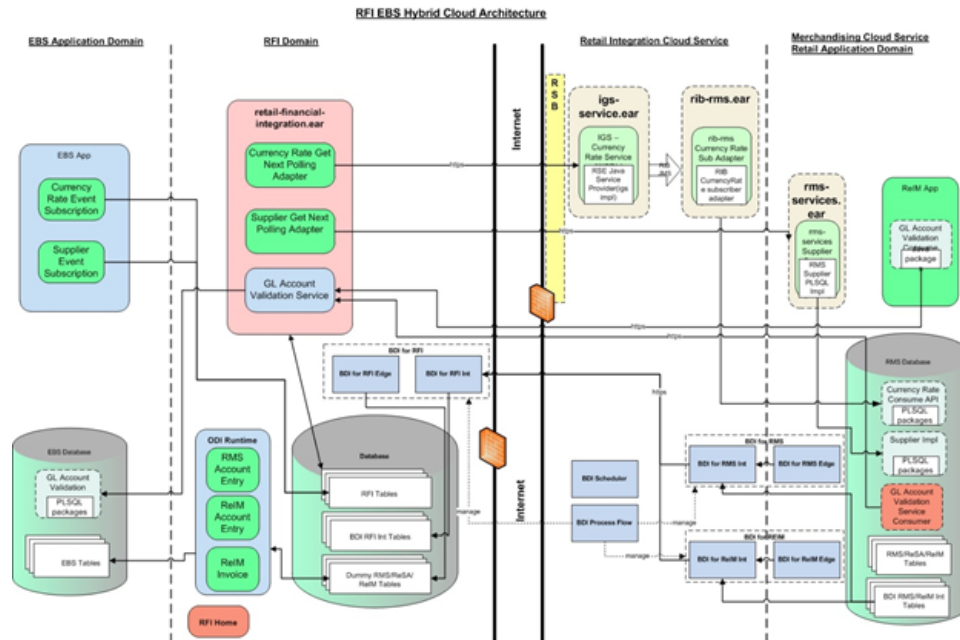 RFI EBS Hybrid Cloud Architecture
EBS Application Domain
RFI Domain
Retail Integration Cloud Service
Merchandising Cloud Service
Retail Application Domain
retail-financial-
integration.ear
Currency Rate Get
Next Polling
Adapter
Supplier Get Next
Polling Adapter
GL Account
Validation Service
EBS App
Currency
Rate Event
Subscription
Supplier
Event
Subscription
Internet
R
S
B
igs-
service.ear
IGS –
Currency
Rate Service
RSE Java
Service
Provider(igs
impl)
rib-rms.ear
rib-rms
Currency Rate
Sub Adapter
RIB
CurrencyRat
e subscriber
adapter
rms-
services.
ear
rms-
services
Supplier
RMS
Supplier
PLSQL
Impl
ReIM App
GL Account
Validation
package
https
https
https
https
https
BDI for RFI
BDI for RFI Edge
BDI for RFI Int
RMS Database
Currency Rate
Consume API
PLSQL
packages
Supplier Impl
PLSQL
packages
GL Account
Validation
Service
Consumer
RMS/ReSA/ReIM
Tables
BDI RMS/ReIM Int
Tables
EBS Database
GL Account
Validation
PLSQL
packages
EBS Tables
ODI Runtime
RMS
Account
Entry
ReIM
Account
Entry
ReIM
Invoice
Database
RFI Tables
BDI RFI Int Tables
Dummy RMS/ReSA/
ReIM Tables
manage
Internet
BDI Scheduler
BDI Process Flow
manage
manage
BDI for RMS
BDI for RMS Int
BDI for RMS Edge
BDI for REIM
BDI for ReIM Int
BDI for ReIM Edge
RFI Home